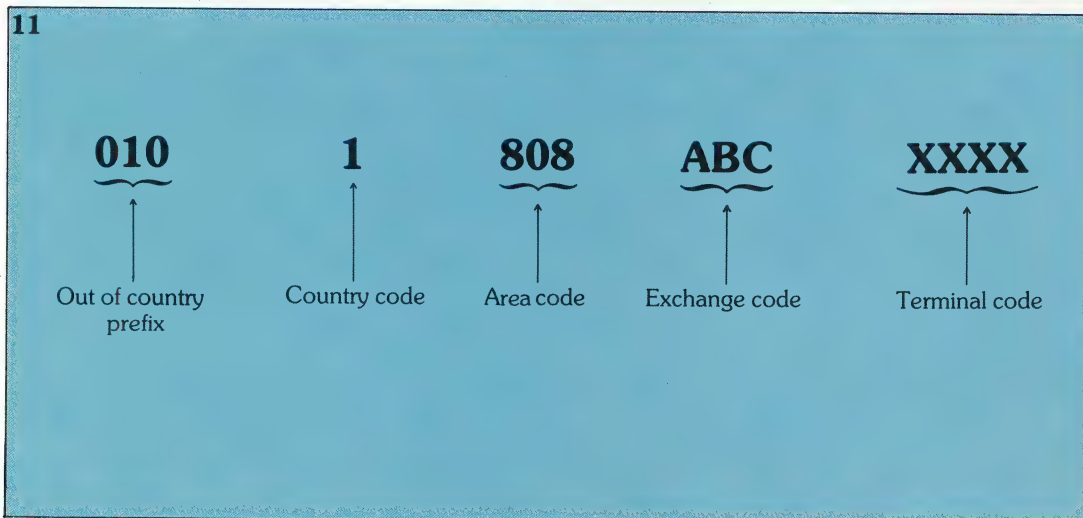 11
010 1 808 ABC XXXX
Out of country Country code Area code Exchange code Terminal code
prefix